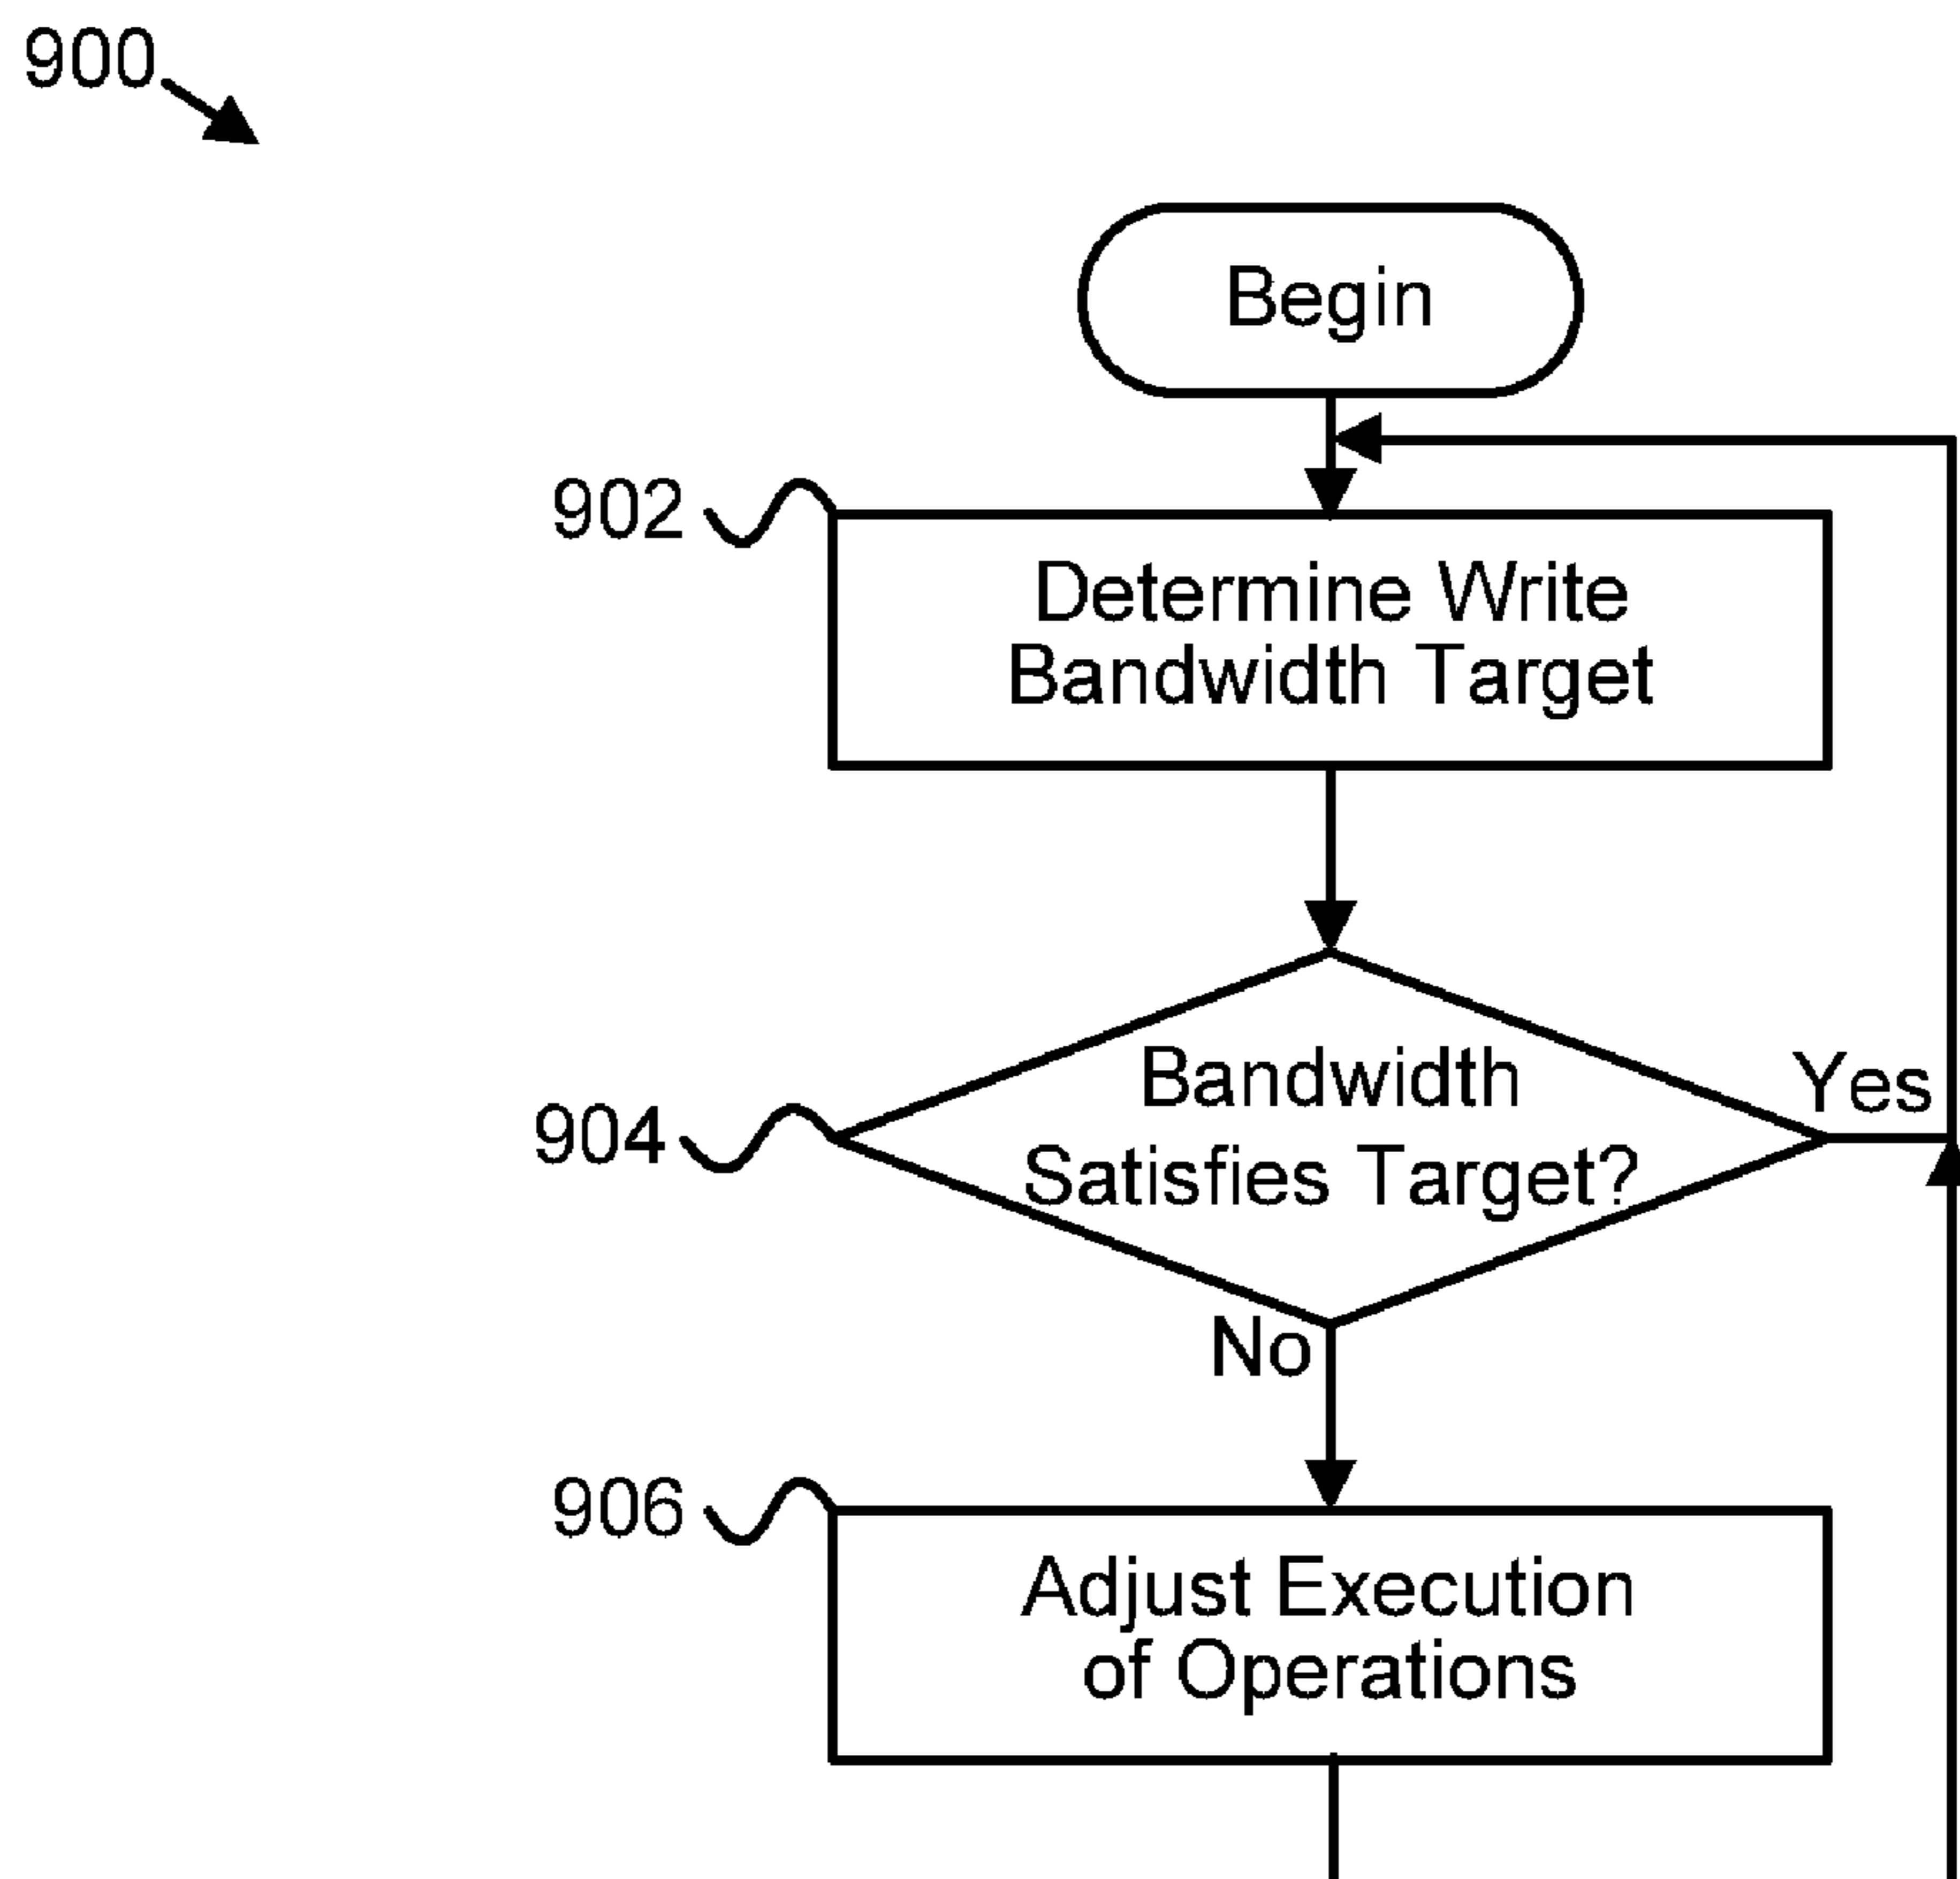 900
Begin
902
Determine Write
Bandwidth Target
904
Bandwidth
Satisfies Target?
Yes
No
906
Adjust Execution
of Operations